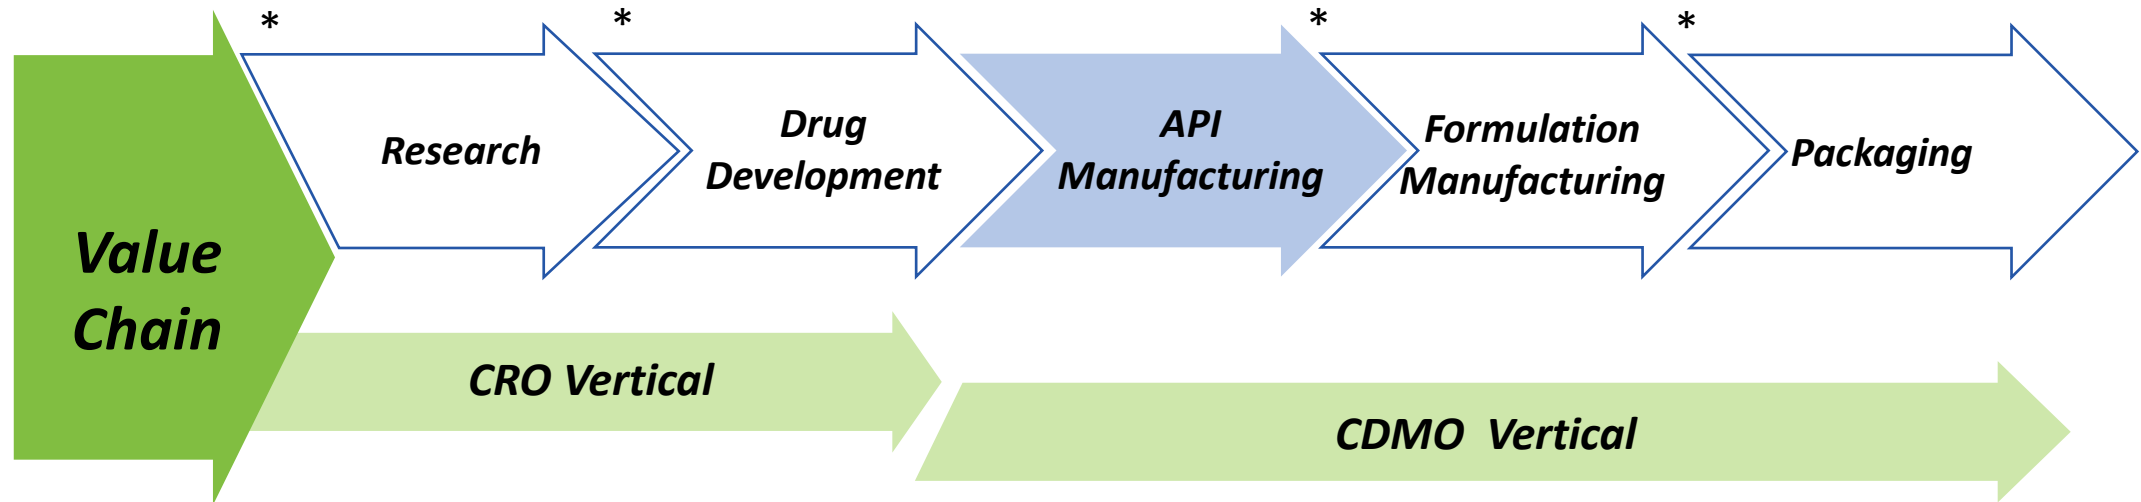 *
*
*
*
Research
Drug
Development
API
Manufacturing
Formulation
Manufacturing
Packaging
Value
Chain
CRO Vertical
CDMO  Vertical